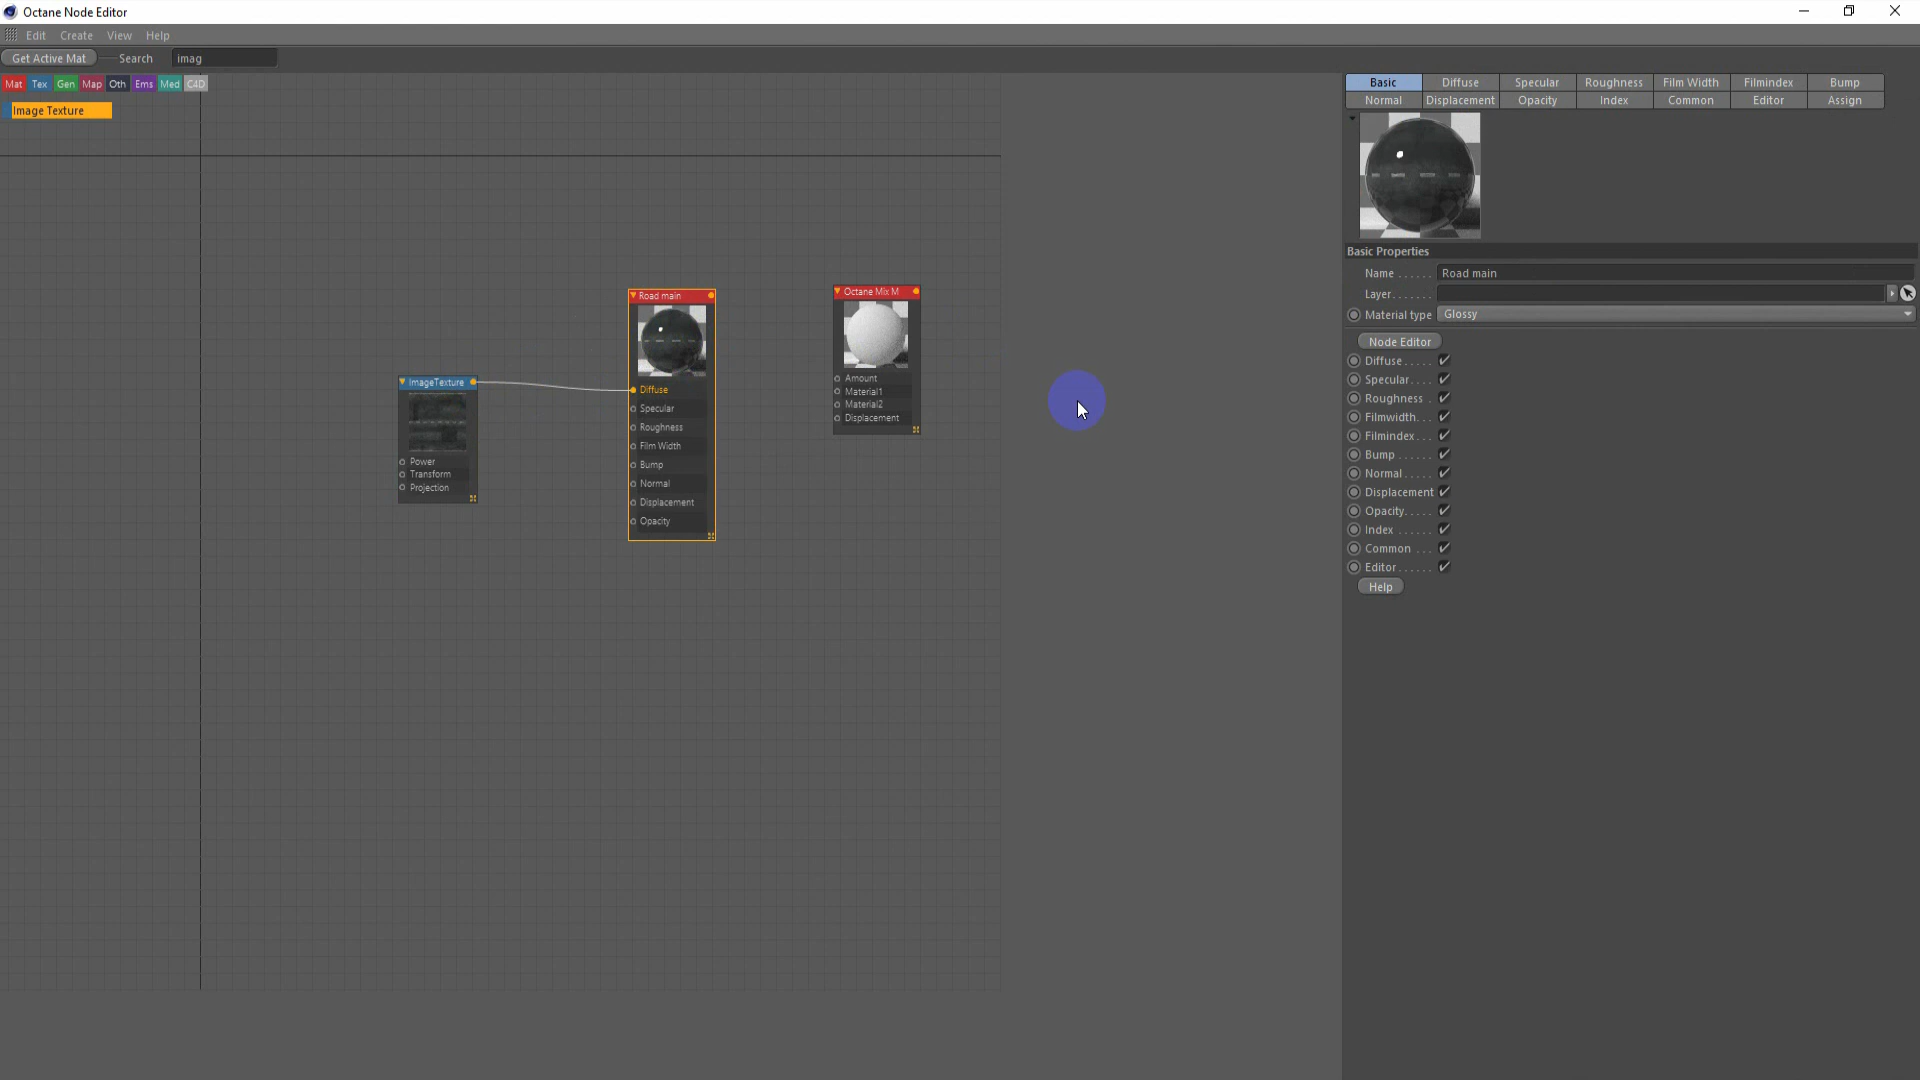 Octane Node Editor
Edit Create View Help
Get Active Mat Search imag
Mat Tex Gen Map Oth Ems Med C4D
Image Texture
Basic Diffuse Specular Roughness Film Width Filmindex Bump
Normal Displacement Opacity Index Common Editor Assign
Basic Properties
Name ...... Road main
Layer.......
Material type Glossy
Node Editor
Diffuse.....
Specular....
Roughness .
Filmwidth...
Filmindex...
Bump ......
Normal.....
Displacement
Opacity.....
Index ......
Common ...
Editor......
Help
ImageTexture
Power
Transform
Projection
Road main
Diffuse
Specular
Roughness
Film Width
Bump
Normal
Displacement
Opacity
Octane Mix M
Amount
Material1
Material2
Displacement